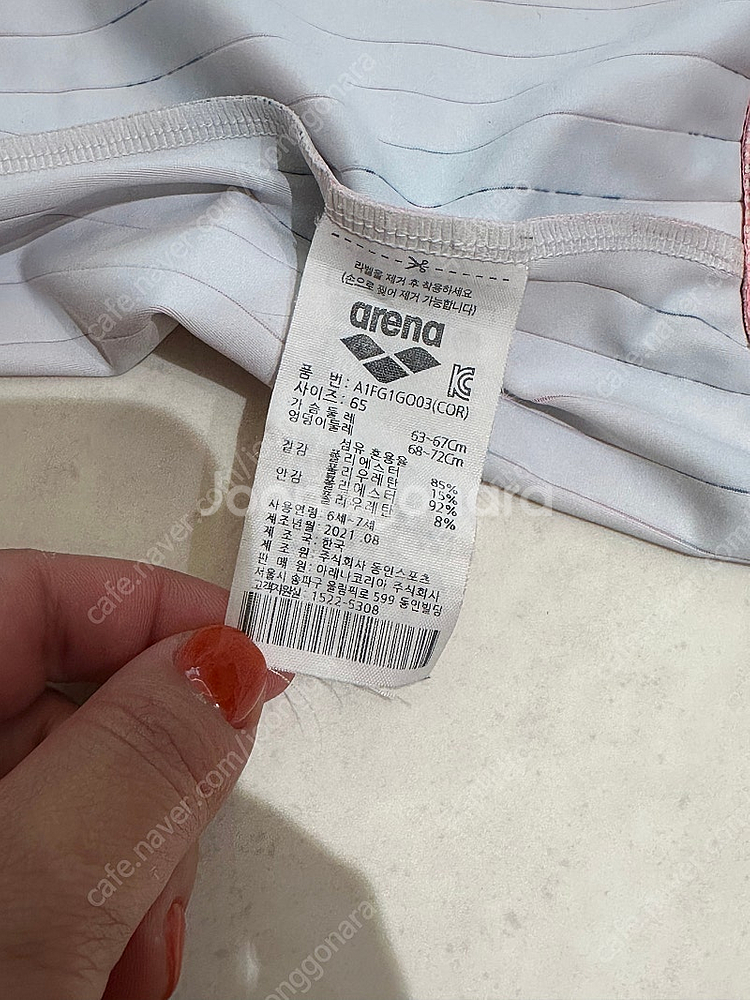 라벨을 제거 후 착용하세요
(손으로 찢어 제거 가능합니다)
arena
품 번: A1FG1GO03(COR)
사이즈: 65
가슴둘레 63~67Cm
엉덩이둘레 68~72Cm
섬유 혼용율
겉감 폴리에스터 85%
폴리우레탄 15%
안감 폴리에스터 92%
폴리우레탄 8%
사용연령: 6세~7세
제조년월: 2021.08
제 조 국: 한국
제 조 원: 주식회사 동인스포츠
판 매 원: 아레나코리아 주식회사
서울시 송파구 올림픽로 599 동인빌딩
고객지원실 : 1522-5308
Joonggonara
cafe.naver.com/joonggonara